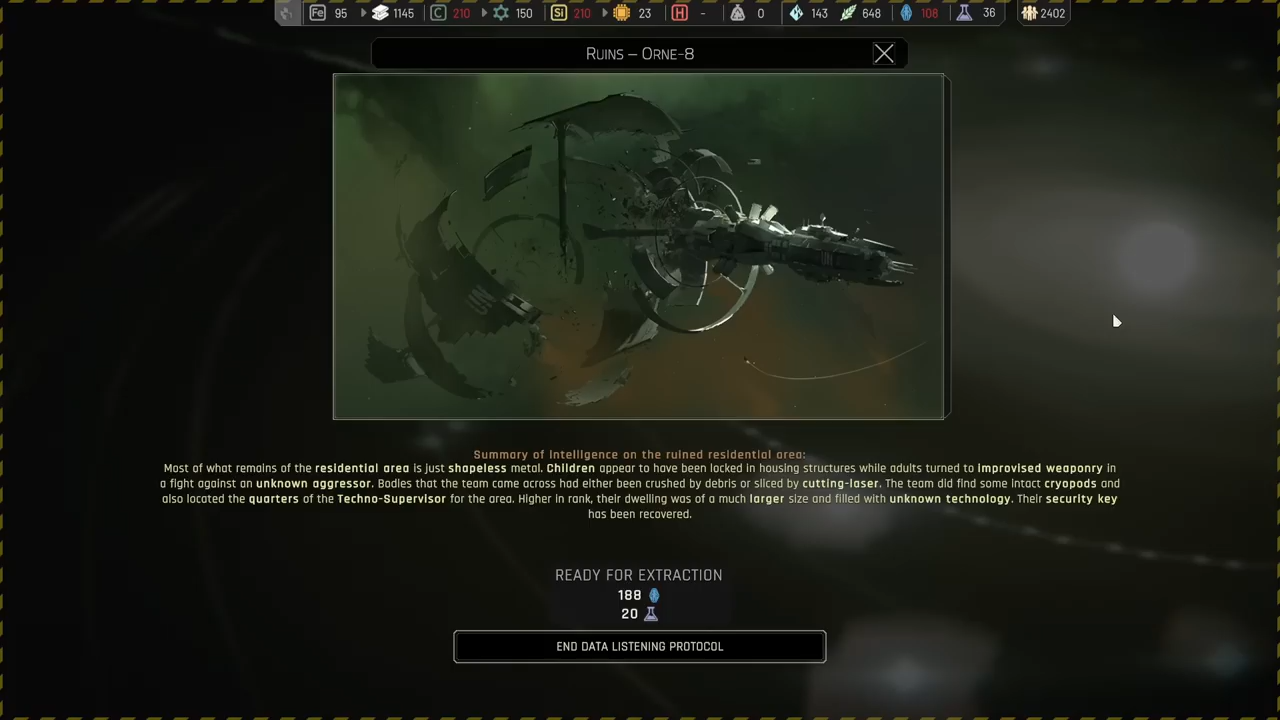 Fe 95 1145 C 210 150 Si 210 23 H - 0 143 648 108 36 2402
Ruins – Orne-8
Summary of Intelligence on the ruined residential area:
Most of what remains of the residential area is just shapeless metal. Children appear to have been locked in housing structures while adults turned to improvised weaponry in
a fight against an unknown aggressor. Bodies that the team came across had either been crushed by debris or sliced by cutting-laser. The team did find some intact cryopods and
also located the quarters of the Techno-Supervisor for the area. Higher in rank, their dwelling was of a much larger size and filled with unknown technology. Their security key
has been recovered.
READY FOR EXTRACTION
188
20
END DATA LISTENING PROTOCOL